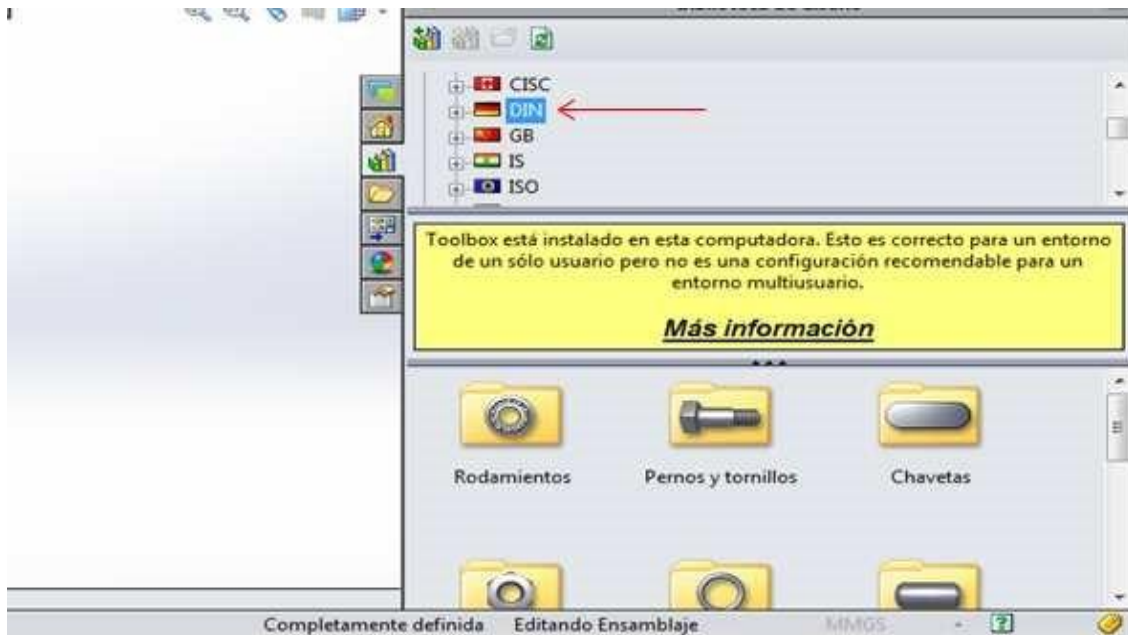 CISC
DIN
GB
IS
ISO
Toolbox está instalado en esta computadora. Esto es correcto para un entorno
de un sólo usuario pero no es una configuración recomendable para un
entorno multiusuario.
Más información
Rodamientos Pernos y tornillos Chavetas
Completamente definida Editando Ensamblaje MMGS